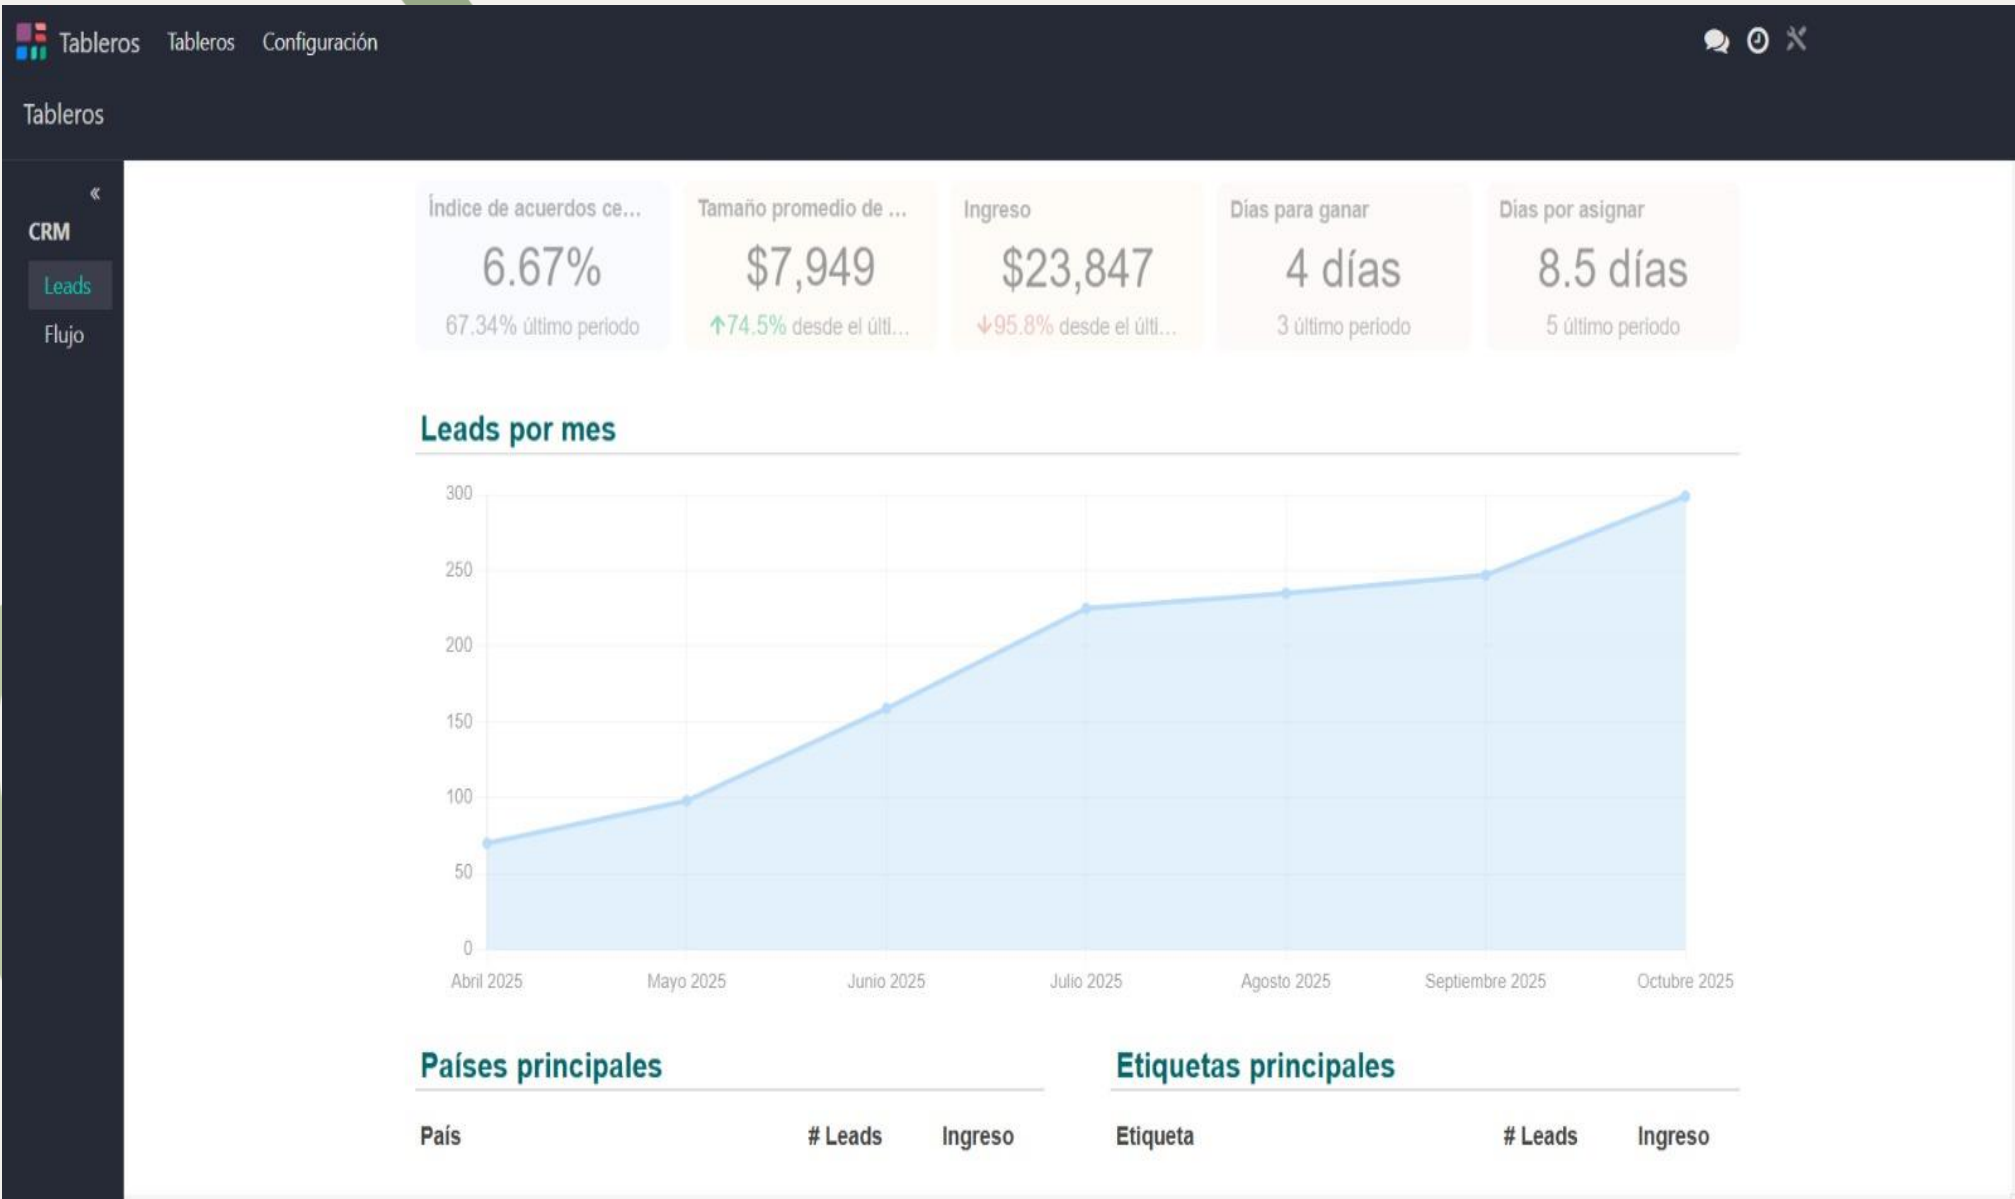 Tableros Tableros Configuración
Tableros
«
CRM
Leads
Flujo
Índice de acuerdos ce...
6.67%
67.34% último periodo
Tamaño promedio de ...
$7,949
↑74.5% desde el últi...
Ingreso
$23,847
↓95.8% desde el últi...
Días para ganar
4 días
3 último periodo
Días por asignar
8.5 días
5 último periodo
Leads por mes
300
250
200
150
100
50
0
Abril 2025 Mayo 2025 Junio 2025 Julio 2025 Agosto 2025 Septiembre 2025 Octubre 2025
Países principales
País # Leads Ingreso
Etiquetas principales
Etiqueta # Leads Ingreso